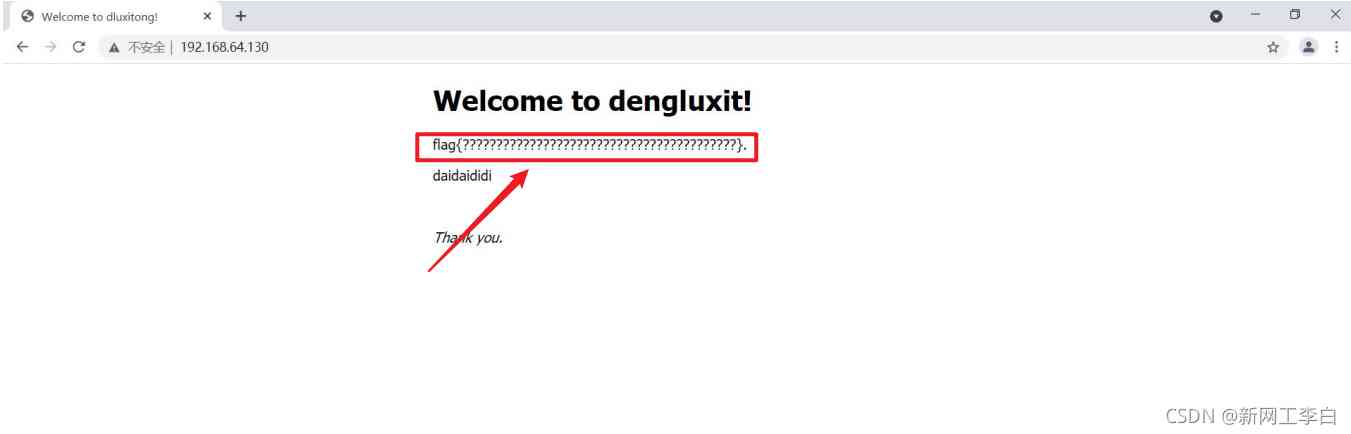 Welcome to dluxitong!
不安全 192.168.64.130
Welcome to dengluxit!
flag{?????????????????????????????????????????}.
daidaididi
Thank you.
CSDN @新网工李白